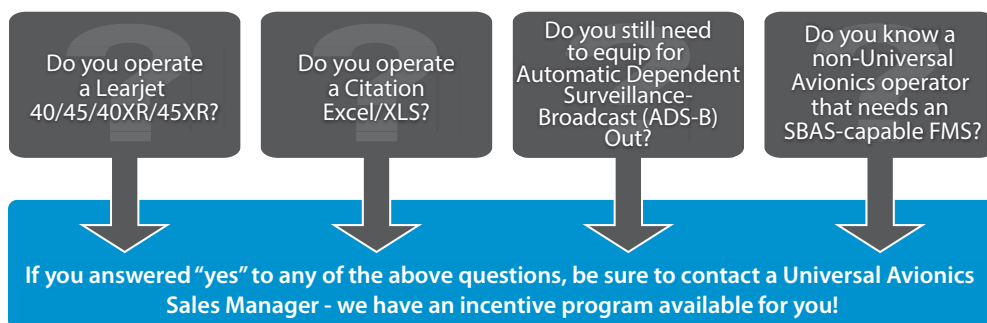 Do you operate
a Learjet
40/45/40XR/45XR?
Do you operate
a Citation
Excel/XLS?
Do you still need
to equip for
Automatic Dependent
Surveillance-
Broadcast (ADS-B)
Out?
Do you know a
non-Universal
Avionics operator
that needs an
SBAS-capable FMS?
If you answered “yes” to any of the above questions, be sure to contact a Universal Avionics
Sales Manager - we have an incentive program available for you!